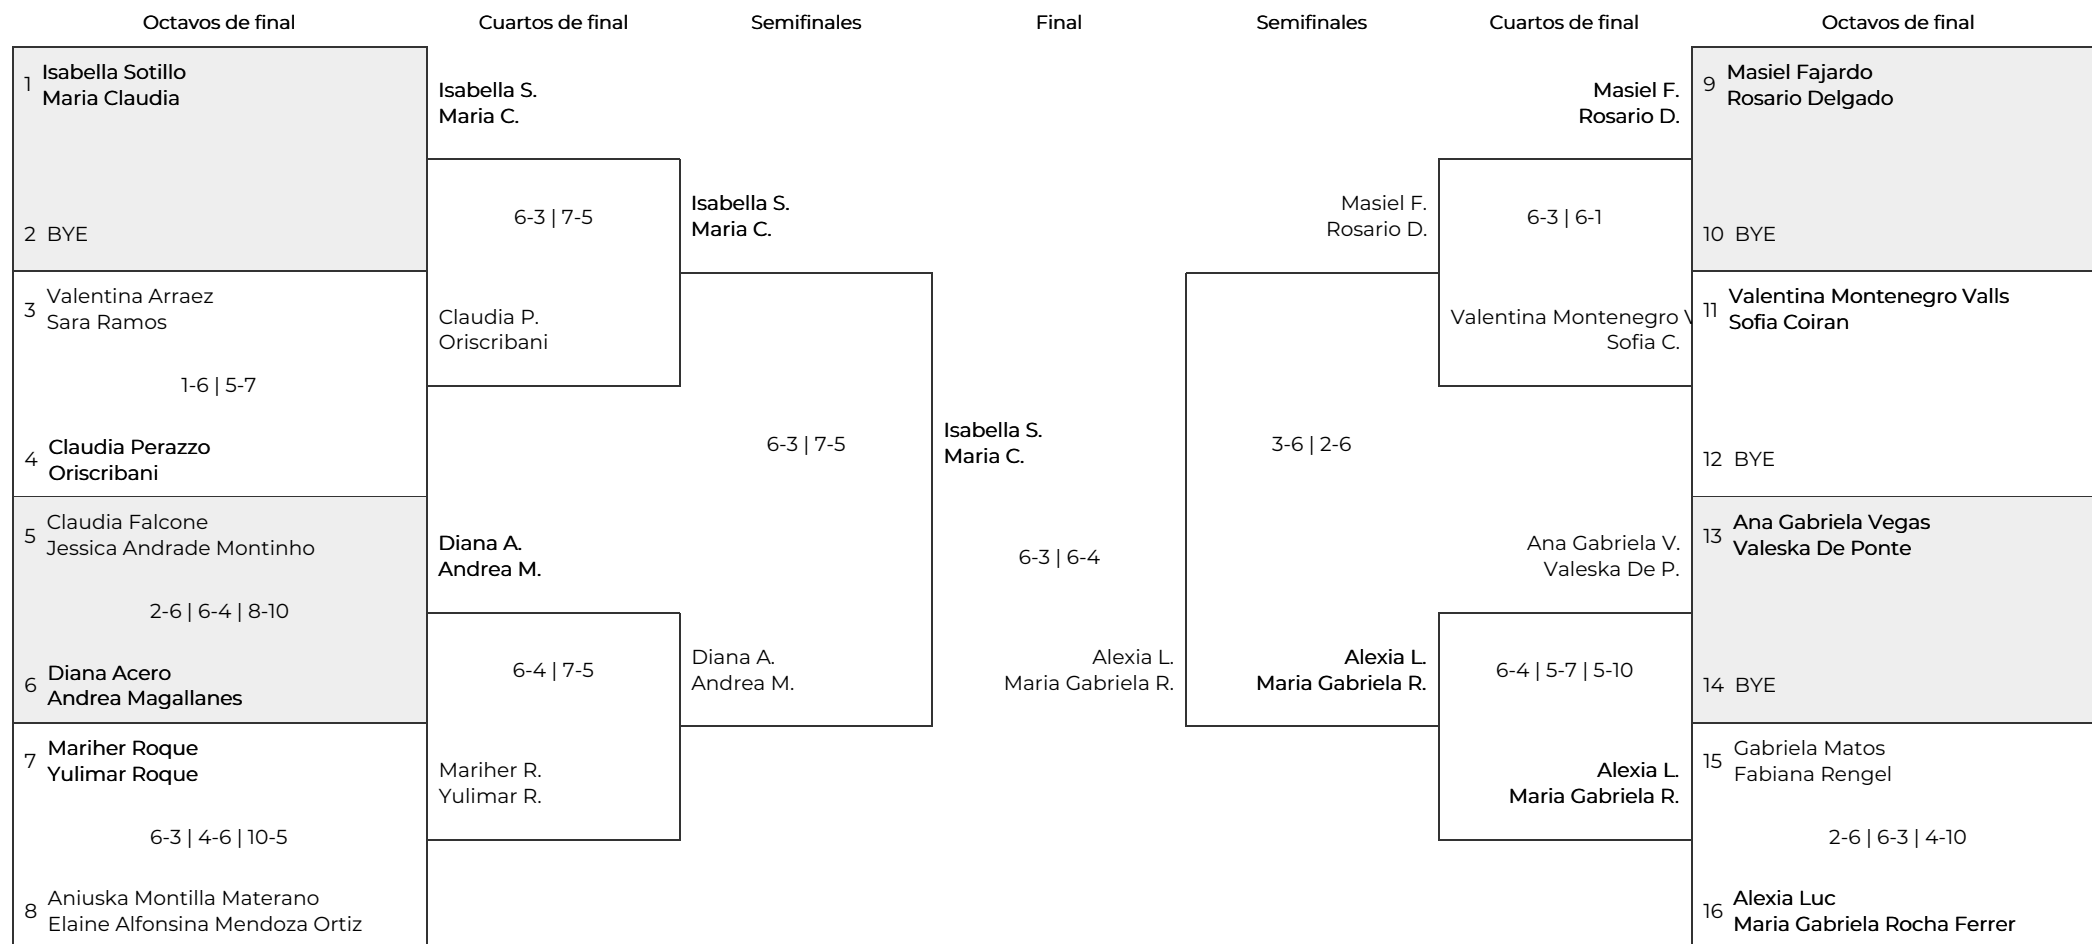 Octavos de final
Cuartos de final
Semifinales
Final
Semifinales
Cuartos de final
Octavos de final
1 Isabella Sotillo
Maria Claudia
2 BYE
3 Valentina Arraez
Sara Ramos
1-6 | 5-7
4 Claudia Perazzo
Oriscribani
5 Claudia Falcone
Jessica Andrade Montinho
2-6 | 6-4 | 8-10
6 Diana Acero
Andrea Magallanes
7 Mariher Roque
Yulimar Roque
6-3 | 4-6 | 10-5
8 Aniuska Montilla Materano
Elaine Alfonsina Mendoza Ortiz
Isabella S.
Maria C.
6-3 | 7-5
Claudia P.
Oriscribani
Diana A.
Andrea M.
6-4 | 7-5
Mariher R.
Yulimar R.
Isabella S.
Maria C.
6-3 | 7-5
Diana A.
Andrea M.
Isabella S.
Maria C.
6-3 | 6-4
Alexia L.
Maria Gabriela R.
Masiel F.
Rosario D.
3-6 | 2-6
Alexia L.
Maria Gabriela R.
Masiel F.
Rosario D.
6-3 | 6-1
Valentina Montenegro V
Sofia C.
Ana Gabriela V.
Valeska De P.
6-4 | 5-7 | 5-10
Alexia L.
Maria Gabriela R.
9 Masiel Fajardo
Rosario Delgado
10 BYE
11 Valentina Montenegro Valls
Sofia Coiran
12 BYE
13 Ana Gabriela Vegas
Valeska De Ponte
14 BYE
15 Gabriela Matos
Fabiana Rengel
2-6 | 6-3 | 4-10
16 Alexia Luc
Maria Gabriela Rocha Ferrer